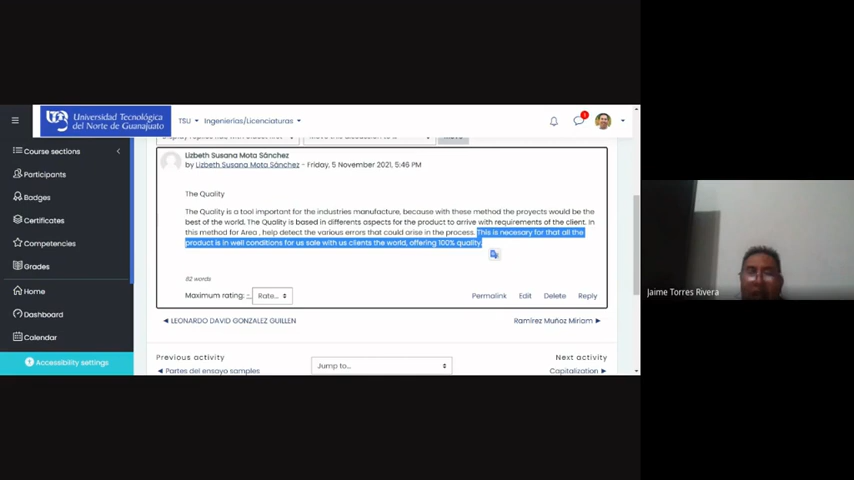 Universidad Tecnológica
del Norte de Guanajuato
TSU Ingenierías/Licenciaturas
Course sections
Participants
Badges
Certificates
Competencies
Grades
Home
Dashboard
Calendar
Accessibility settings
Lizbeth Susana Mota Sánchez
by Lizbeth Susana Mota Sánchez - Friday, 5 November 2021, 5:46 PM
The Quality
The Quality is a tool important for the industries manufacture, because with these method the proyects would be the
best of the world. The Quality is based in differents aspects for the product to arrive with requirements of the client. In
this method for Area , help detect the various errors that could arise in the process. This is necesary for that all the
product is in well conditions for us sale with us clients the world, offering 100% quality.
82 words
Maximum rating: - Rate...
Permalink Edit Delete Reply
◄ LEONARDO DAVID GONZALEZ GUILLEN
Ramírez Muñoz Miriam ►
Previous activity
◄ Partes del ensayo samples
Jump to...
Next activity
Capitalization ►
Jaime Torres Rivera